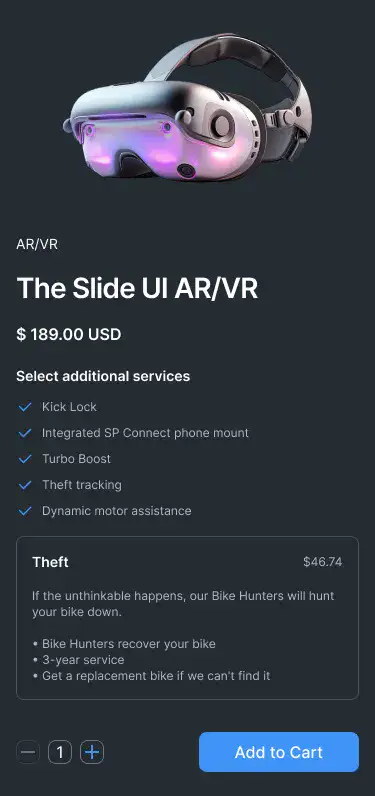 AR/VR
The Slide UI AR/VR
$ 189.00 USD
Select additional services
Kick Lock
Integrated SP Connect phone mount
Turbo Boost
Theft tracking
Dynamic motor assistance
Theft $46.74
If the unthinkable happens, our Bike Hunters will hunt
your bike down.
• Bike Hunters recover your bike
• 3-year service
• Get a replacement bike if we can't find it
1
Add to Cart